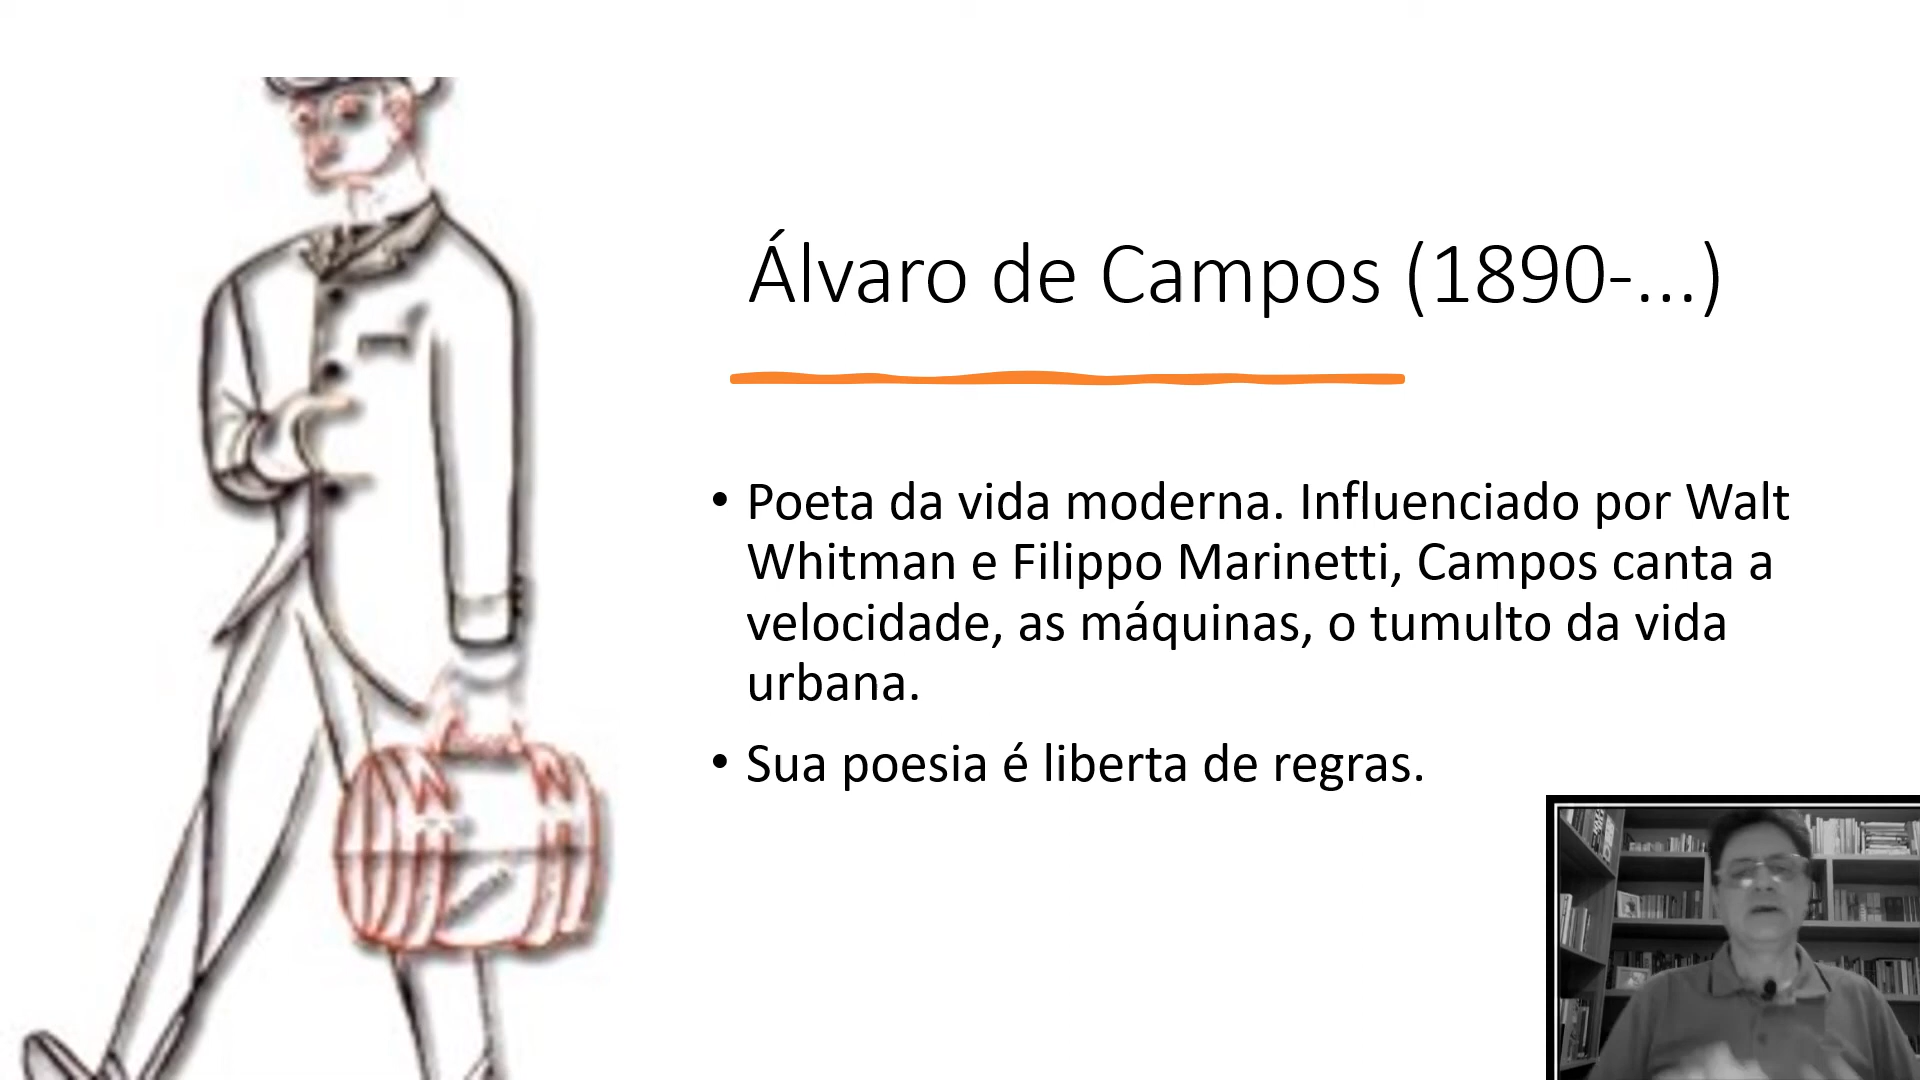 Álvaro de Campos (1890-...)
• Poeta da vida moderna. Influenciado por Walt
Whitman e Filippo Marinetti, Campos canta a
velocidade, as máquinas, o tumulto da vida
urbana.
• Sua poesia é liberta de regras.